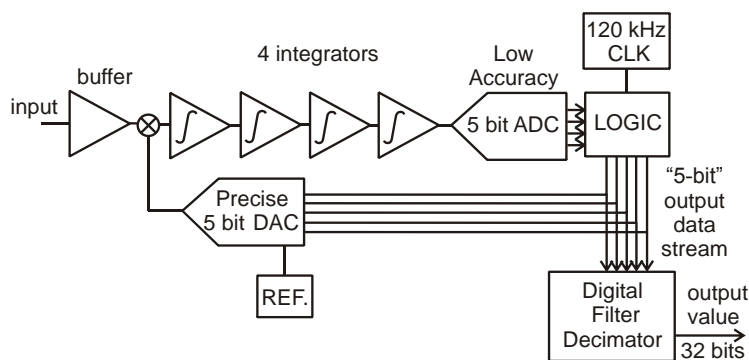 4 integrators
120 kHz
CLK
buffer
Low
Accuracy
input
∫
∫
∫
∫
5 bit ADC
LOGIC
Precise
5 bit DAC
"5-bit"
output
data
stream
REF.
Digital
Filter
Decimator
output
value
32 bits